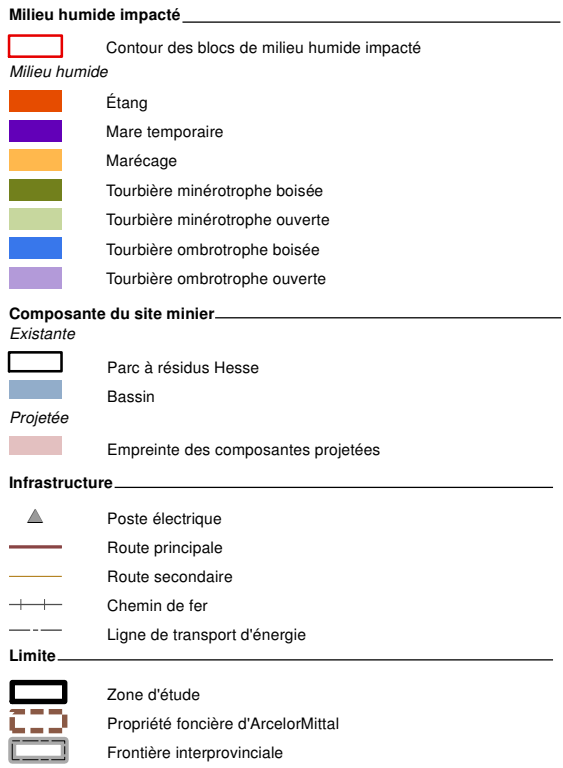 Milieu humide impacté
Contour des blocs de milieu humide impacté
Milieu humide
Étang
Mare temporaire
Marécage
Tourbière minérotrophe boisée
Tourbière minérotrophe ouverte
Tourbière ombrotrophe boisée
Tourbière ombrotrophe ouverte
Composante du site minier
Existante
Parc à résidus Hesse
Bassin
Projetée
Empreinte des composantes projetées
Infrastructure
Poste électrique
Route principale
Route secondaire
Chemin de fer
Ligne de transport d'énergie
Limite
Zone d'étude
Propriété foncière d'ArcelorMittal
Frontière interprovinciale